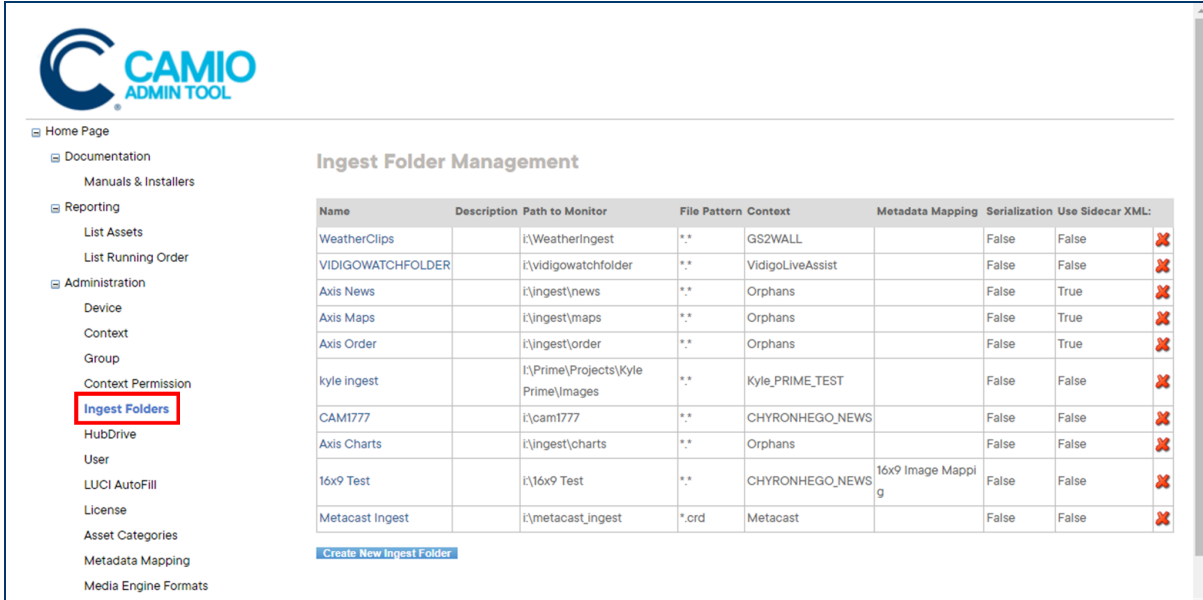 CAMIO
ADMIN TOOL
®
Home Page
Documentation
Manuals & Installers
Reporting
List Assets
List Running Order
Administration
Device
Context
Group
Context Permission
Ingest Folders
HubDrive
User
LUCI AutoFill
License
Asset Categories
Metadata Mapping
Media Engine Formats
Ingest Folder Management
Name Description Path to Monitor File Pattern Context Metadata Mapping Serialization Use Sidecar XML:
WeatherClips i:\WeatherIngest *.* GS2WALL False False
VIDIGOWATCHFOLDER i:\vidigowatchfolder *.* VidigoLiveAssist False False
Axis News i:\ingest\news *.* Orphans False True
Axis Maps i:\ingest\maps *.* Orphans False True
Axis Order i:\ingest\order *.* Orphans False True
kyle ingest I:\Prime\Projects\Kyle *.* Kyle_PRIME_TEST False False
Prime\Images
CAM1777 i:\cam1777 *.* CHYRONHEGO_NEWS False False
Axis Charts i:\ingest\charts *.* Orphans False False
16x9 Test i:\16x9 Test *.* CHYRONHEGO_NEWS 16x9 Image Mappi False False
g
Metacast Ingest i:\metacast_ingest *.crd Metacast False False
Create New Ingest Folder